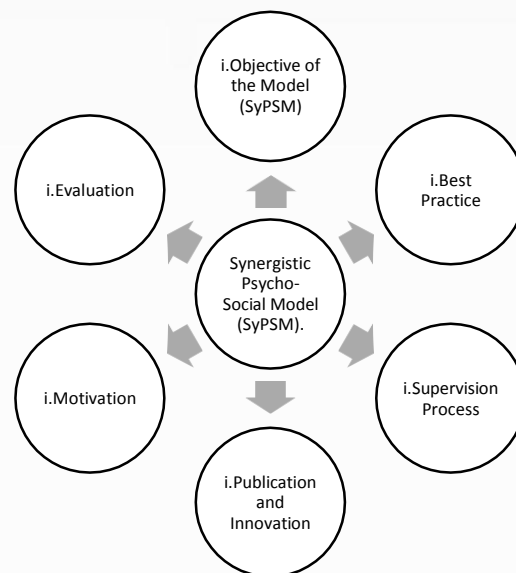 i.Objective of
the Model
(SyPSM)
i.Evaluation
i.Best
Practice
Synergistic
Psycho-
Social Model
(SyPSM).
i.Motivation
i.Supervision
Process
i.Publication
and
Innovation